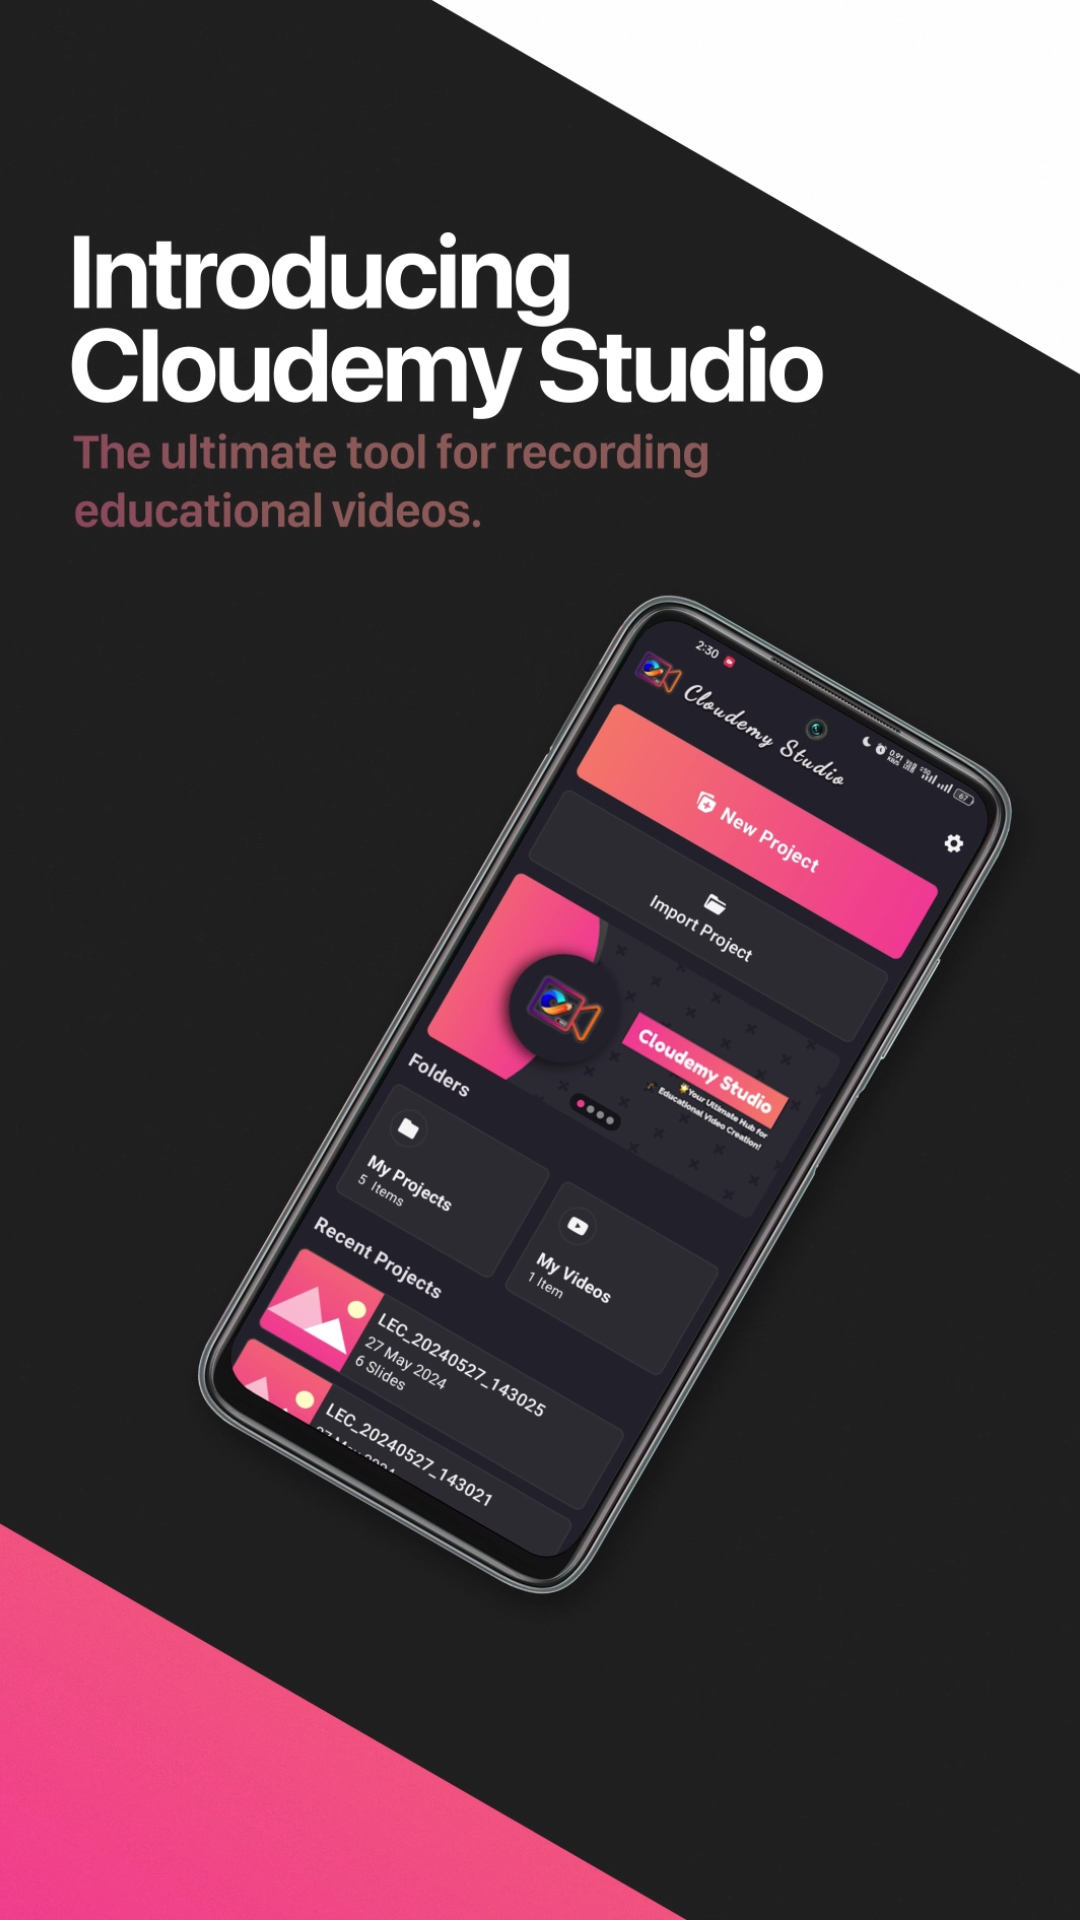 Introducing
Cloudemy Studio
The ultimate tool for recording
educational videos.
2:30
67
Cloudemy Studio
New Project
Import Project
Cloudemy Studio
Your Ultimate Hub for
Educational Video Creation!
Folders
My Projects
5 Items
My Videos
1 Item
Recent Projects
LEC_20240527_143025
27 May 2024
6 Slides
LEC_20240527_143021